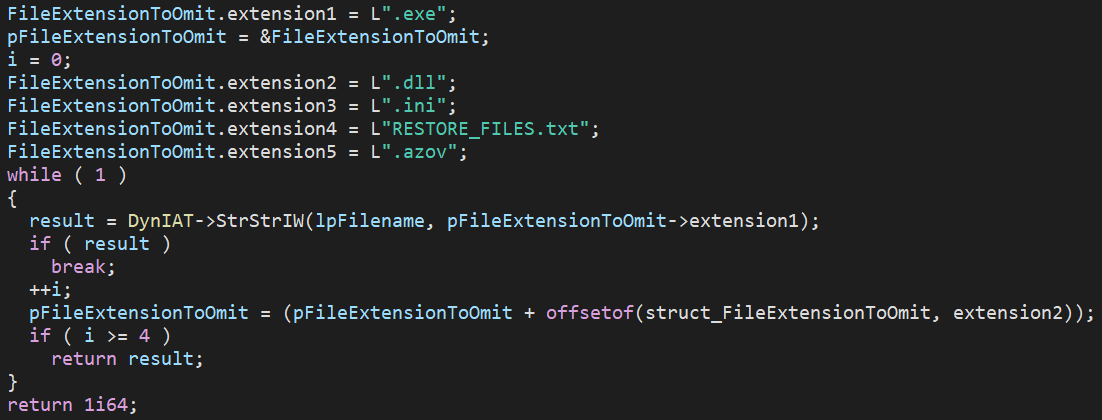 FileExtensionToOmit.extension1 = L".exe";
pFileExtensionToOmit = &FileExtensionToOmit;
i = 0;
FileExtensionToOmit.extension2 = L".dll";
FileExtensionToOmit.extension3 = L".ini";
FileExtensionToOmit.extension4 = L"RESTORE_FILES.txt";
FileExtensionToOmit.extension5 = L".azov";
while ( 1 )
{
  result = DynIAT->StrStrIW(lpFilename, pFileExtensionToOmit->extension1);
  if ( result )
    break;
  ++i;
  pFileExtensionToOmit = (pFileExtensionToOmit + offsetof(struct_FileExtensionToOmit, extension2));
  if ( i >= 4 )
    return result;
}
return 1i64;